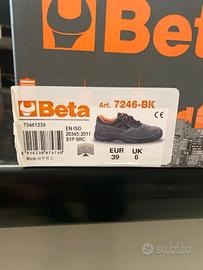 Beta
Beta
Art. 7246-BK
72461239
EN ISO
20345:2011
S1P SRC
CE
EUR
39
UK
6
Made in P.R.C.
subito